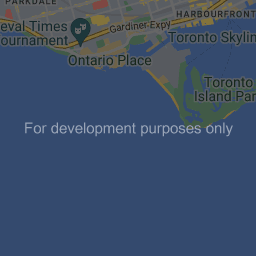 PARKDALE
HARBOURFRONT
Gardiner Expy
eval Times
ournament
Toronto Skylin
Ontario Place
Toronto
Island Par
For development purposes only